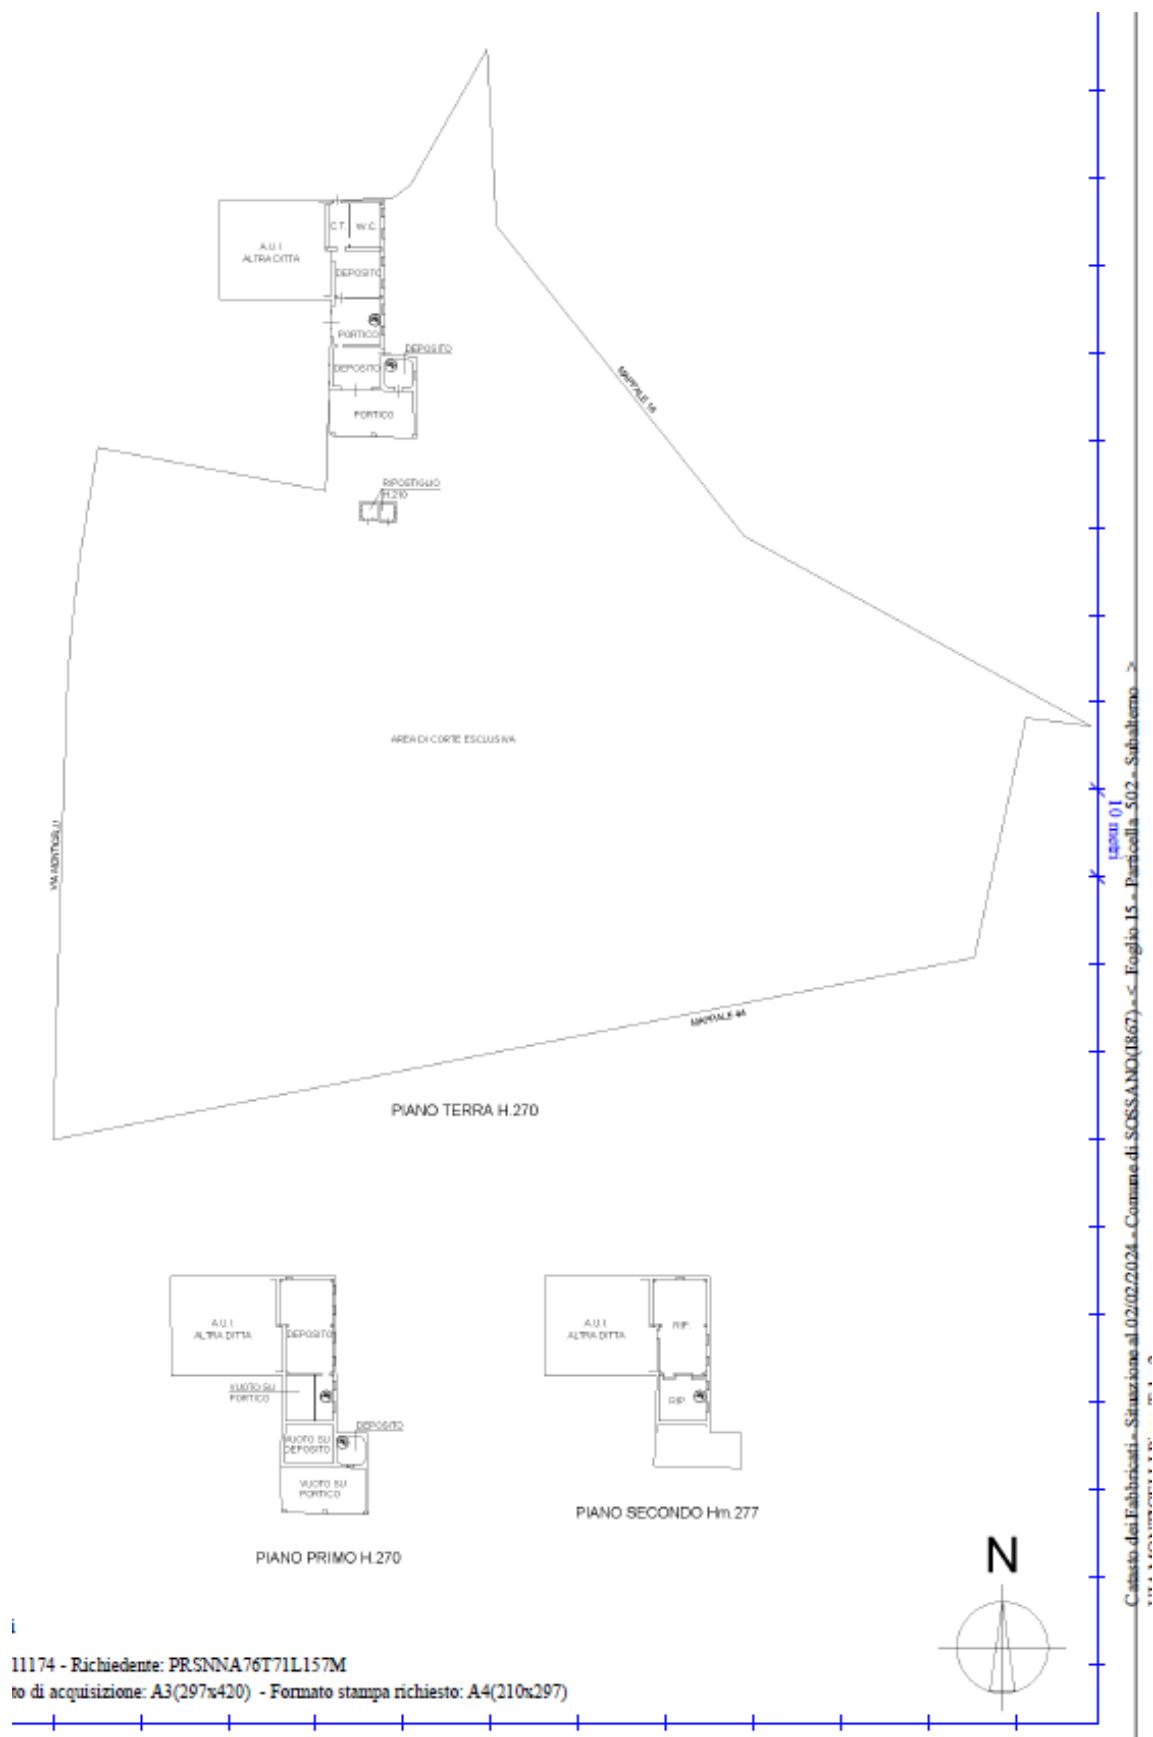 A.U.I.
ALTRA DITTA
C.T.
W.C.
DEPOSITO
PORTICO
DEPOSITO
DEPOSITO
PORTICO
RIPOSTIGLIO
H.210
MAPPALE 16
AREA DI CORTE ESCLUSIVA
VIA MONTICELLI
MAPPALE 44
PIANO TERRA H.270
10 metri
A.U.I.
ALTRA DITTA
DEPOSITO
VUOTO SU
PORTICO
DEPOSITO
VUOTO SU
DEPOSITO
VUOTO SU
PORTICO
PIANO PRIMO H.270
A.U.I.
ALTRA DITTA
RIP.
RIP.
PIANO SECONDO Hm.277
N
Catasto dei Fabbricati - Situazione al 02/02/2024 - Comune di SOSSANO(I867) - < Foglio 15 - Particella 502 - Subalterno >
i
11174 - Richiedente: PRSNNA76T71L157M
to di acquisizione: A3(297x420) - Formato stampa richiesto: A4(210x297)